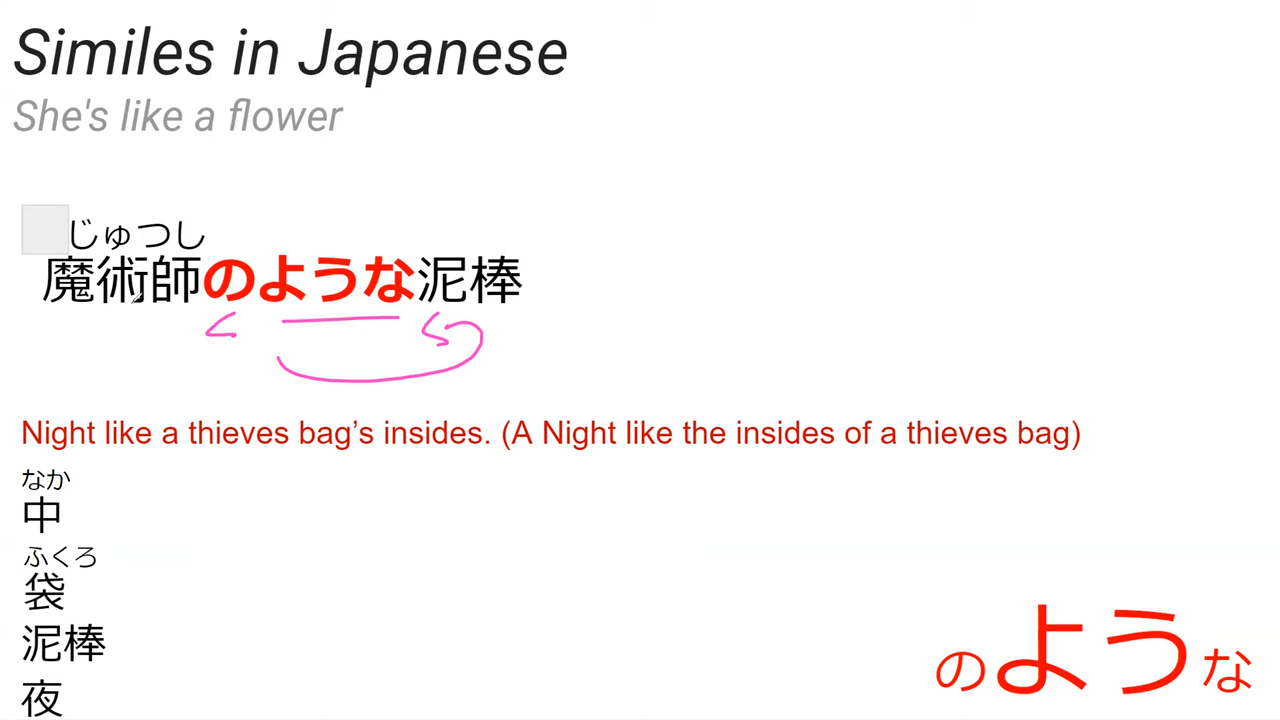 Similes in Japanese
She's like a flower
じゅつし
魔術師のような泥棒
Night like a thieves bag’s insides. (A Night like the insides of a thieves bag)
なか
中
ふくろ
袋
泥棒
夜
のような